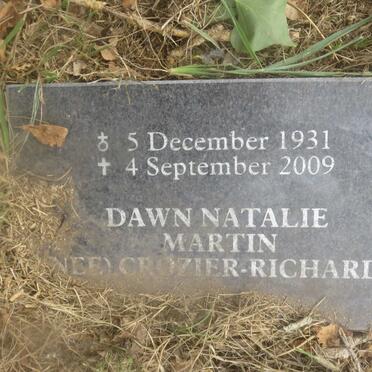 ♁ 5 December 1931
✝ 4 September 2009
DAWN NATALIE
MARTIN
(NEE) CROZIER-RICHARD